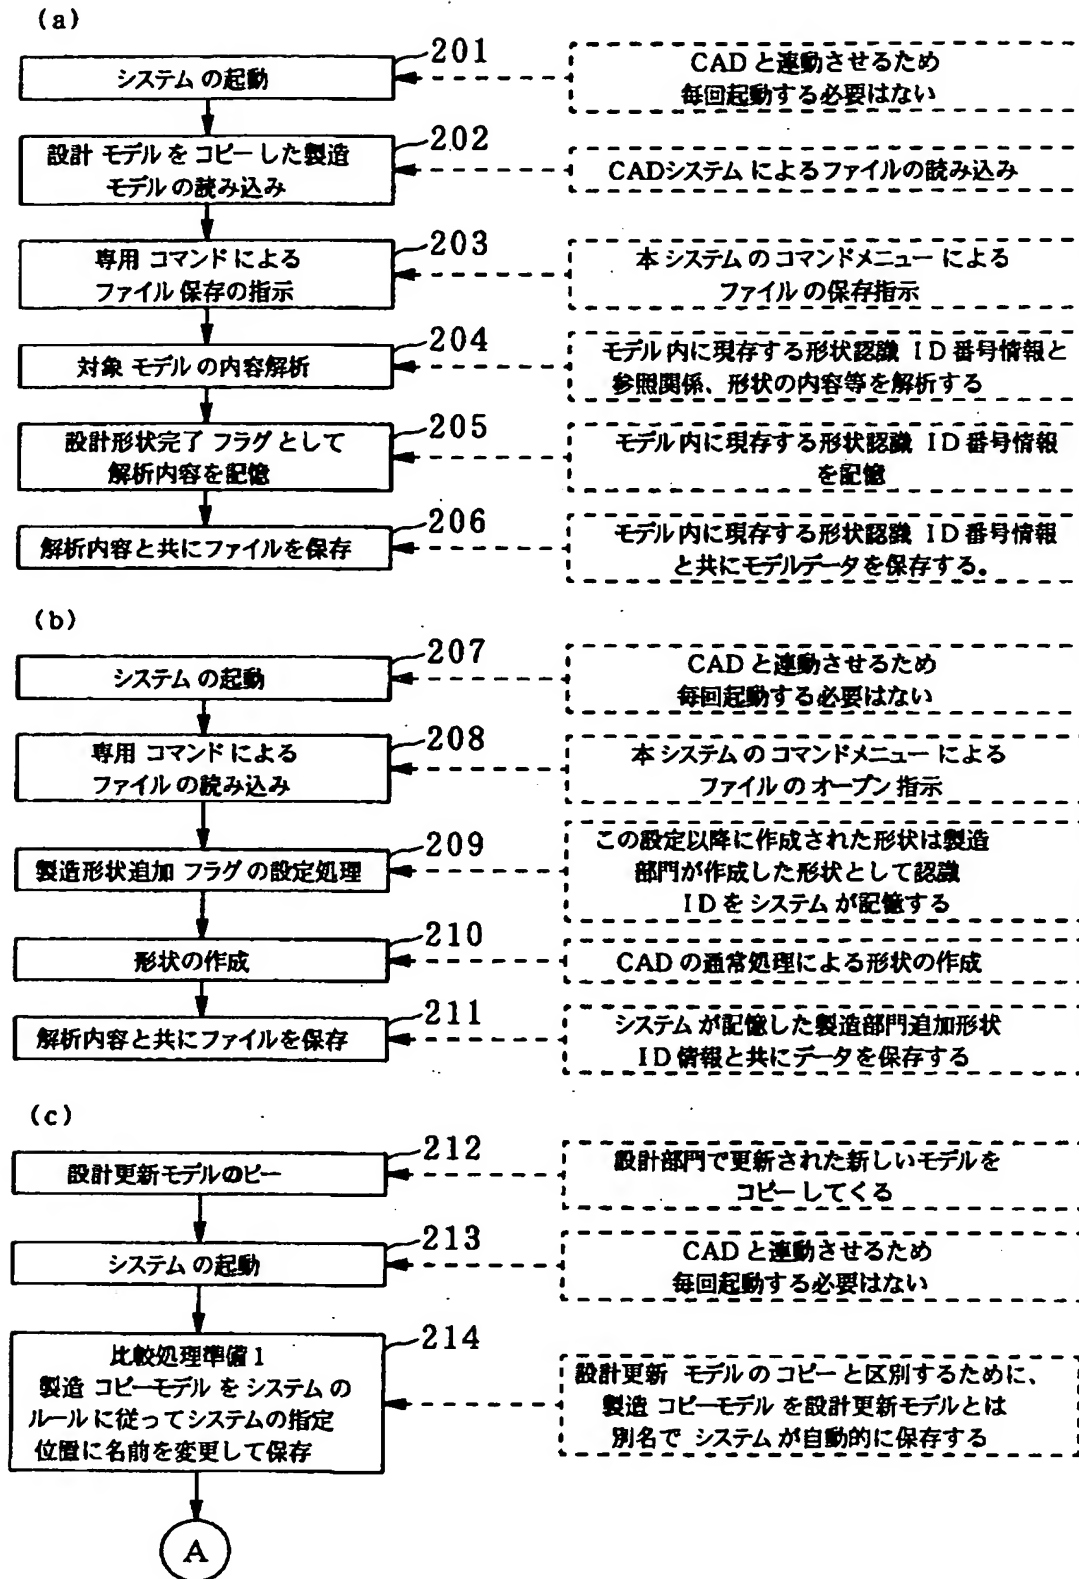 (a)
201
システムの起動
CADと連動させるため
毎回起動する必要はない
202
設計モデルをコピーした製造
モデルの読み込み
CADシステムによるファイルの読み込み
203
専用コマンドによる
ファイル保存の指示
本システムのコマンドメニューによる
ファイルの保存指示
204
対象モデルの内容解析
モデル内に現存する形状認識ID番号情報と
参照関係、形状の内容等を解析する
205
設計形状完了フラグとして
解析内容を記憶
モデル内に現存する形状認識ID番号情報
を記憶
206
解析内容と共にファイルを保存
モデル内に現存する形状認識ID番号情報
と共にモデルデータを保存する。
(b)
207
システムの起動
CADと連動させるため
毎回起動する必要はない
208
専用コマンドによる
ファイルの読み込み
本システムのコマンドメニューによる
ファイルのオープン指示
209
製造形状追加フラグの設定処理
この設定以降に作成された形状は製造
部門が作成した形状として認識
IDをシステムが記憶する
210
形状の作成
CADの通常処理による形状の作成
211
解析内容と共にファイルを保存
システムが記憶した製造部門追加形状
ID情報と共にデータを保存する
(c)
212
設計更新モデルのピー
設計部門で更新された新しいモデルを
コピーしてくる
213
システムの起動
CADと連動させるため
毎回起動する必要はない
214
比較処理準備1
製造コピーモデルをシステムの
ルールに従ってシステムの指定
位置に名前を変更して保存
設計更新モデルのコピーと区別するために、
製造コピーモデルを設計更新モデルとは
別名でシステムが自動的に保存する
A